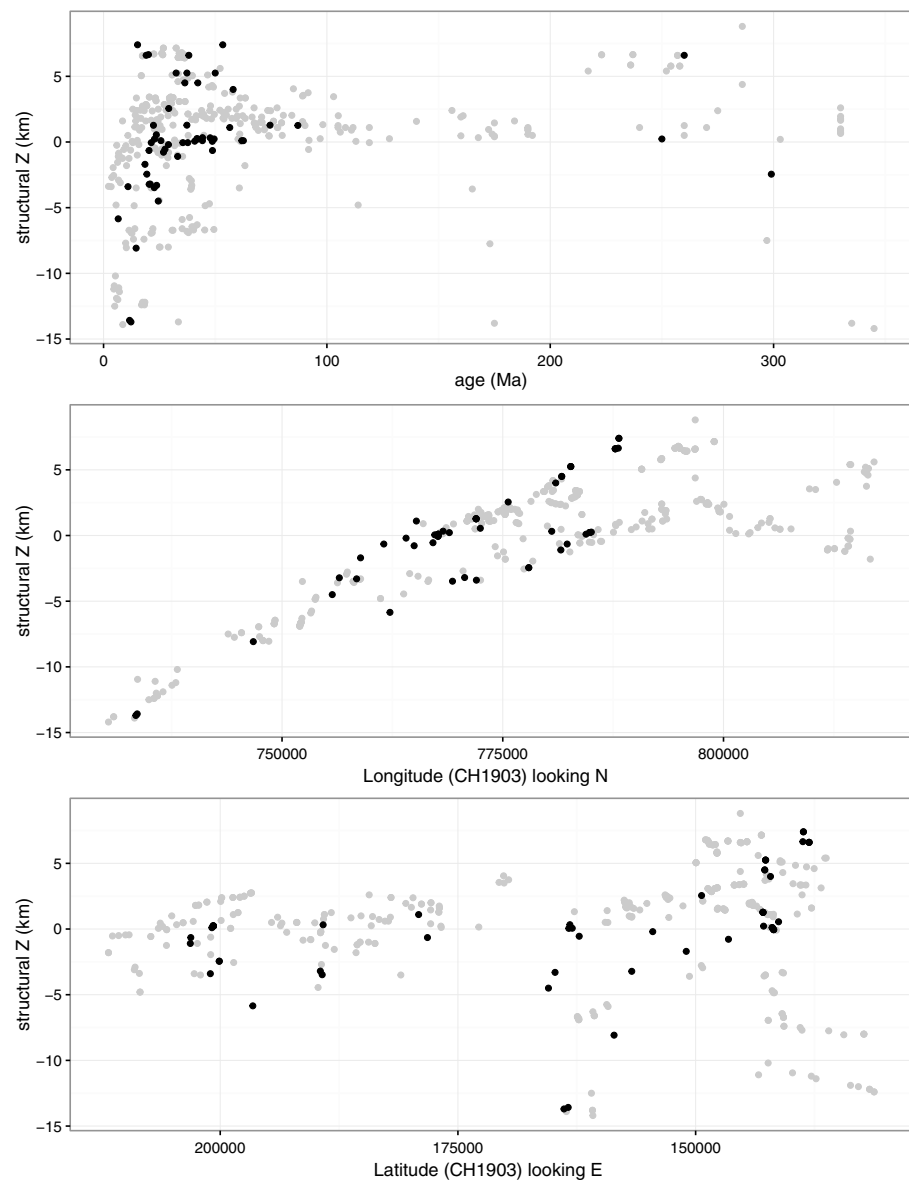 structural Z (km)
5
0
−5
−10
−15
0 100 200 300
age (Ma)
structural Z (km)
5
0
−5
−10
−15
750000 775000 800000
Longitude (CH1903) looking N
structural Z (km)
5
0
−5
−10
−15
200000 175000 150000
Latitude (CH1903) looking E